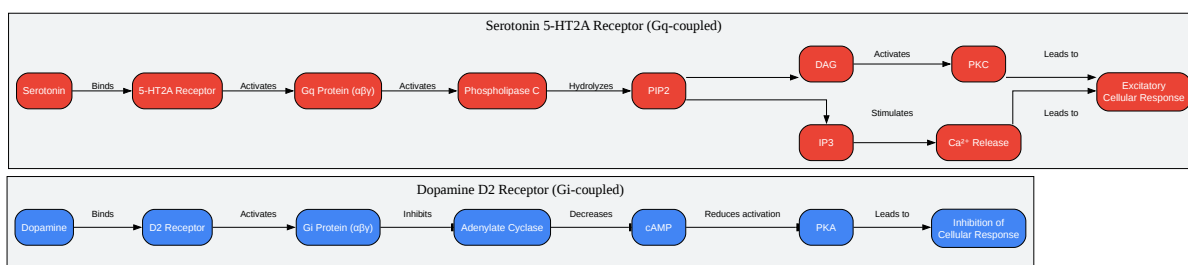 Serotonin 5-HT2A Receptor (Gq-coupled)
Serotonin
Binds
5-HT2A Receptor
Activates
Gq Protein (αβγ)
Activates
Phospholipase C
Hydrolyzes
PIP2
DAG
Activates
PKC
Leads to
IP3
Stimulates
Ca²⁺ Release
Leads to
Excitatory
Cellular Response
Dopamine D2 Receptor (Gi-coupled)
Dopamine
Binds
D2 Receptor
Activates
Gi Protein (αβγ)
Inhibits
Adenylate Cyclase
Decreases
cAMP
Reduces activation
PKA
Leads to
Inhibition of
Cellular Response